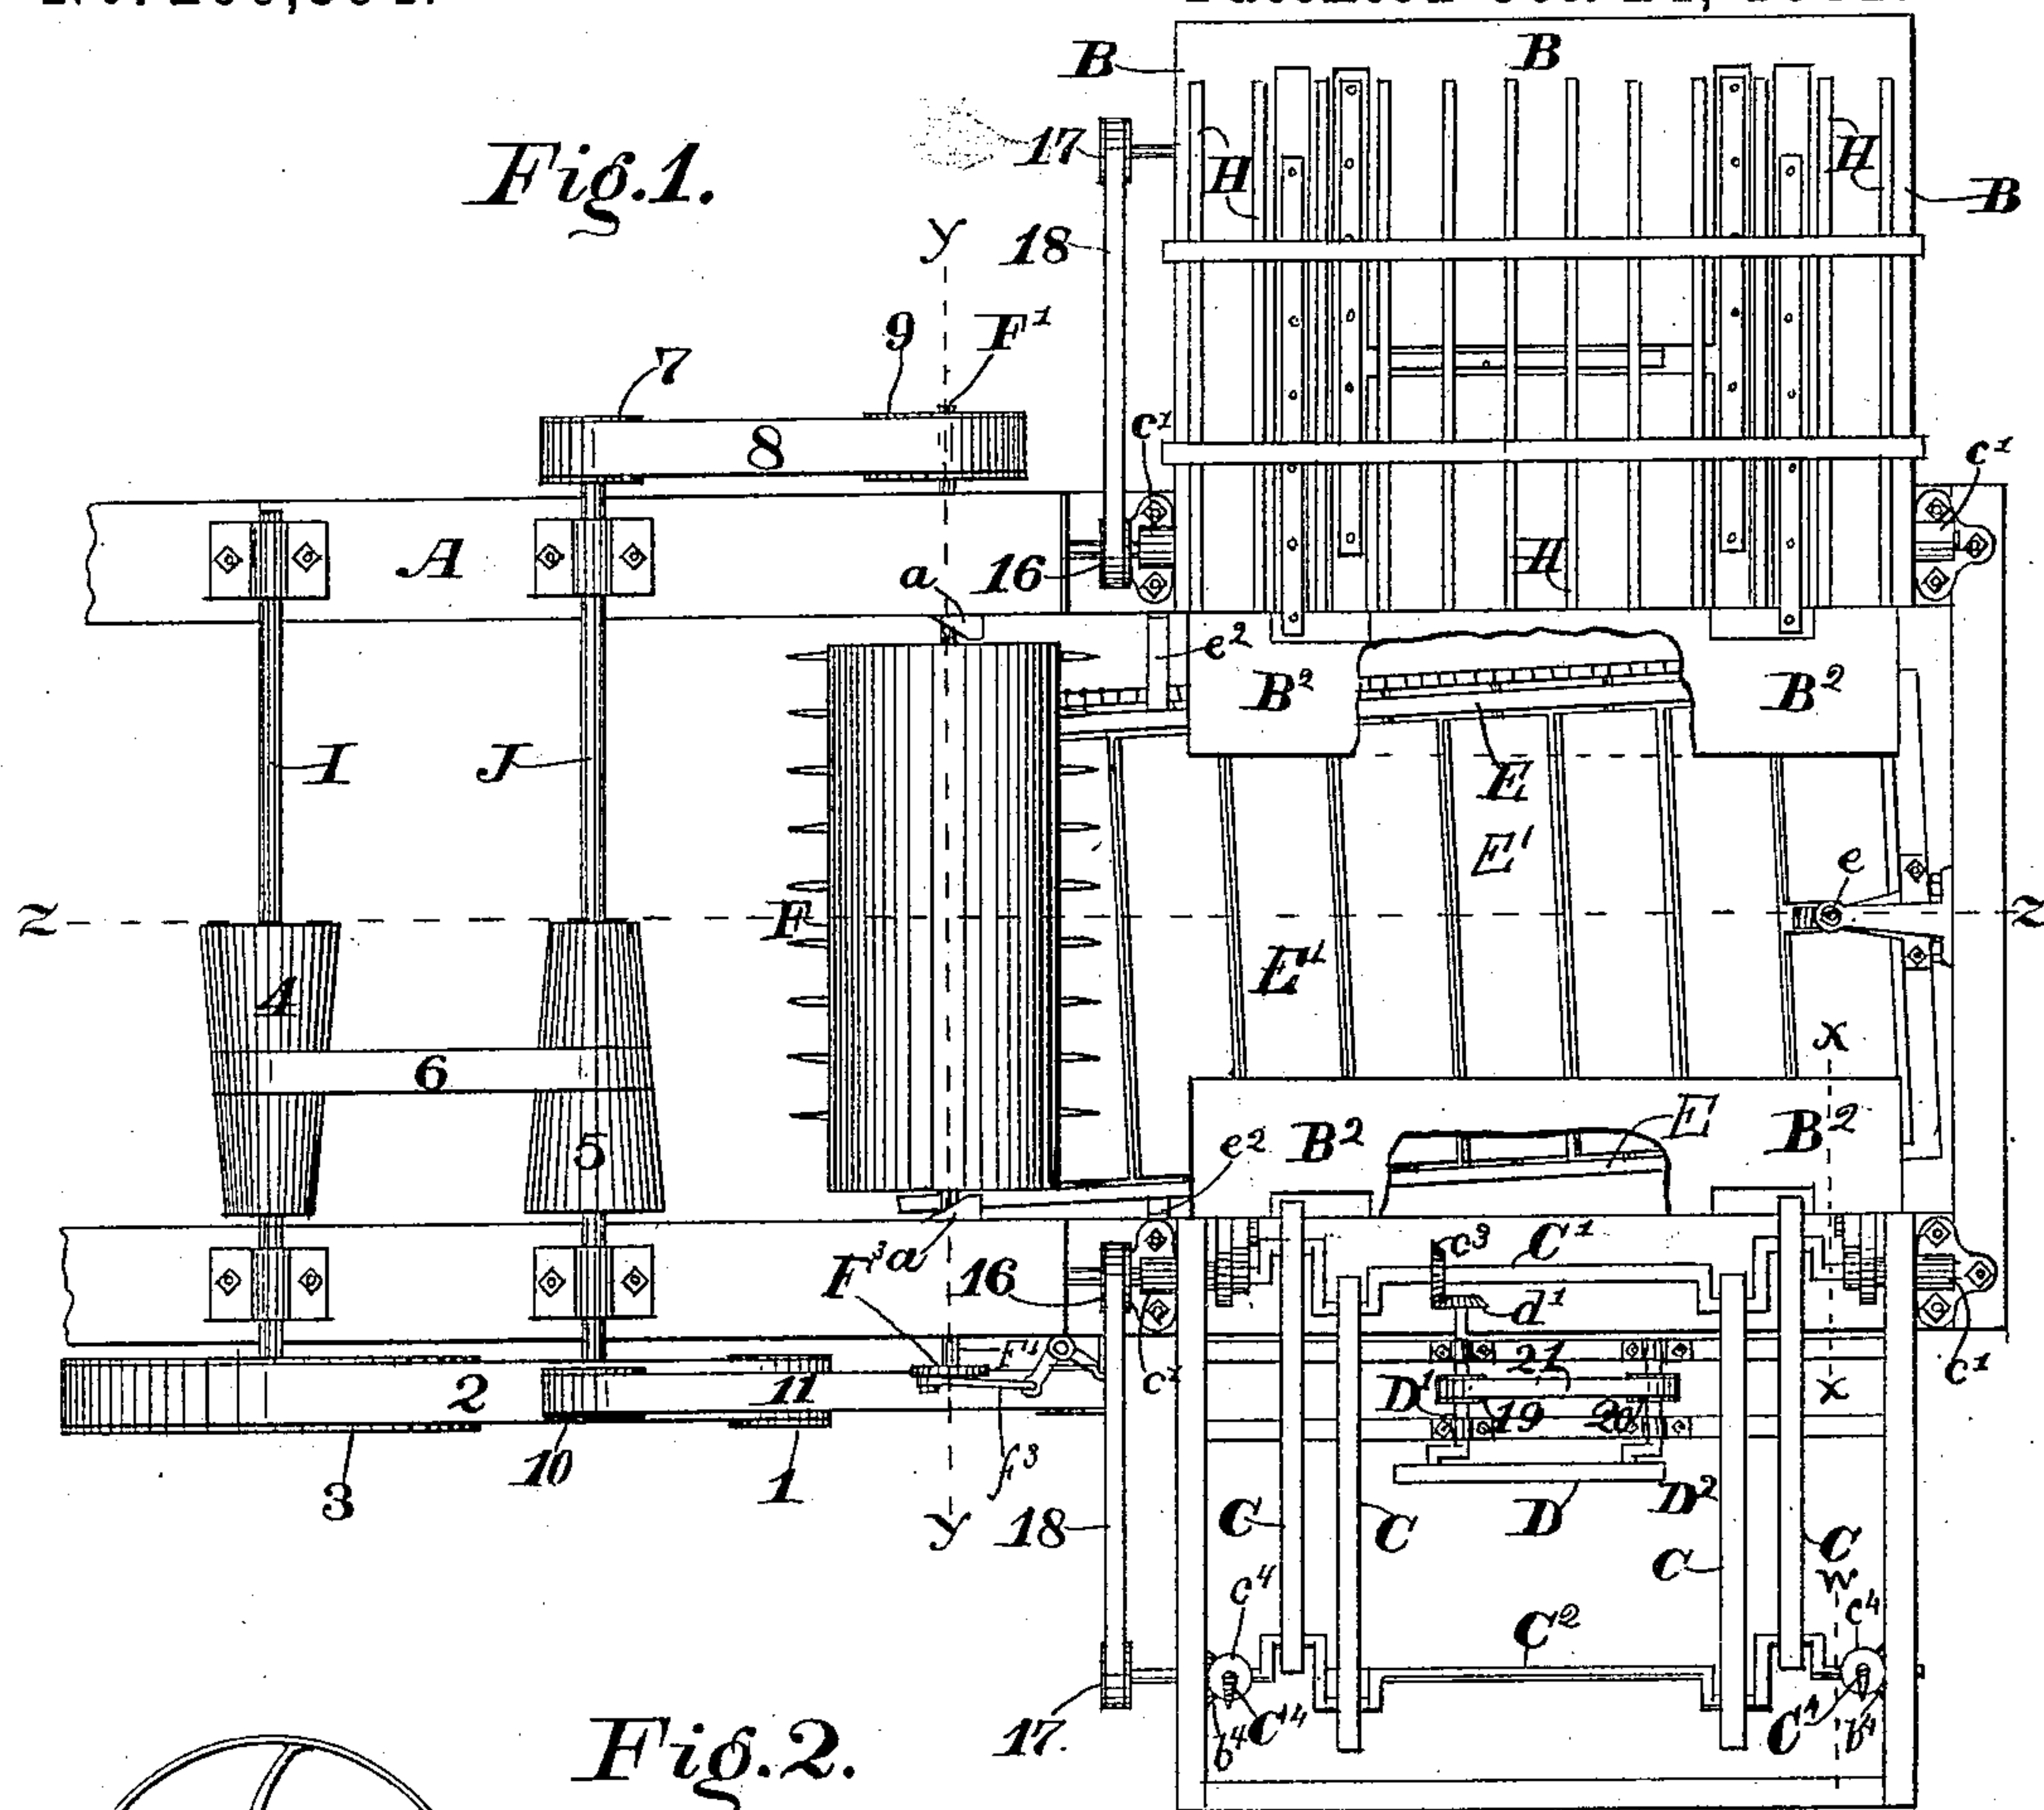 Fig.1.
B
B
17
H
H
B
y
18
9
F¹
7
8
c¹
c¹
A
a
16
H
e²
B²
B²
I
J
E
E'
e
z
F
z
E"
4
x
6
5
B²
B²
E
e²
F³
a
16
c³
C¹
d¹
c¹
c¹
F"
2
11
D¹
21
19
20
x
3
10
1
f³
D
D²
y
18
C
C
C
C
w
c⁴
c⁴
C²
17.
b⁴
C⁴
C⁴
b⁴
Fig.2.